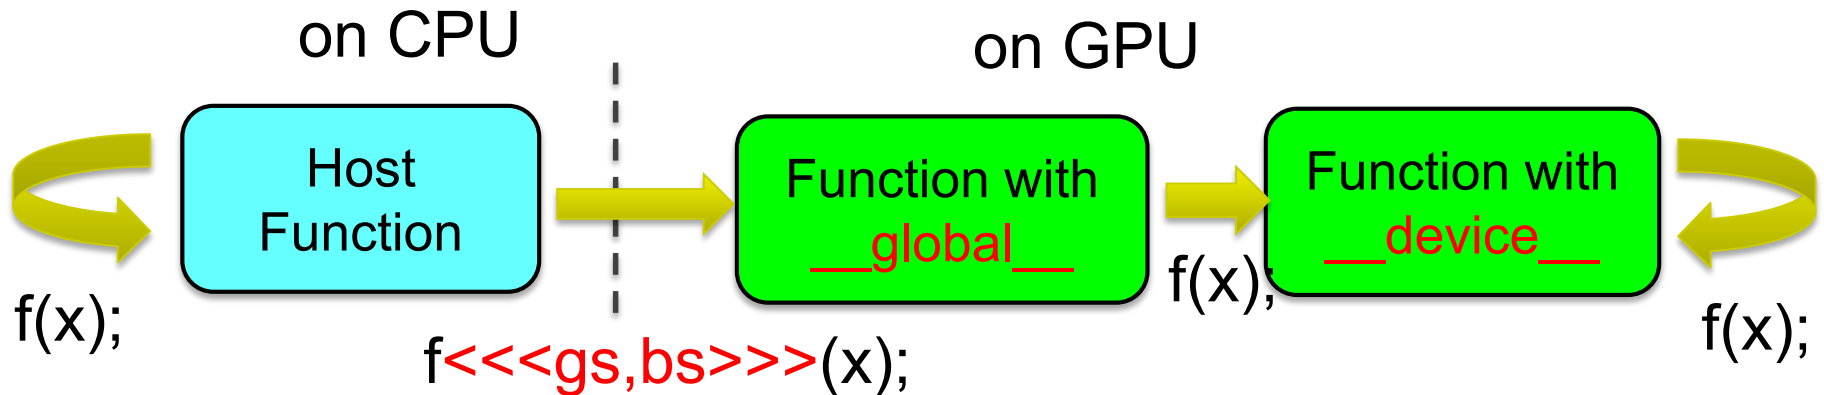 on CPU
on GPU
Host
Function
Function with
__global__
Function with
__device__
f(x);
f<<<gs,bs>>>(x);
f(x);
f(x);